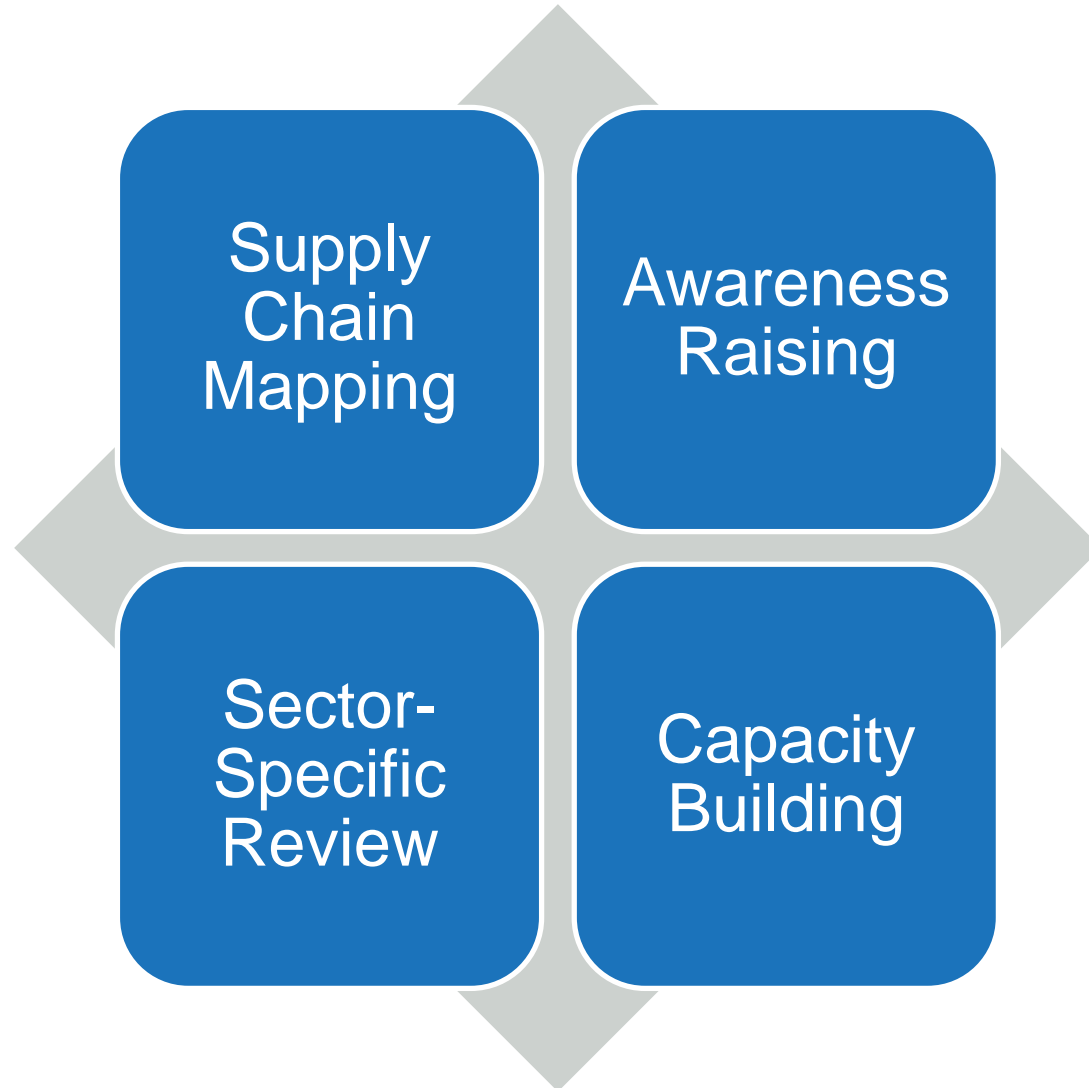 Supply
Chain
Mapping
Awareness
Raising
Sector-
Specific
Review
Capacity
Building